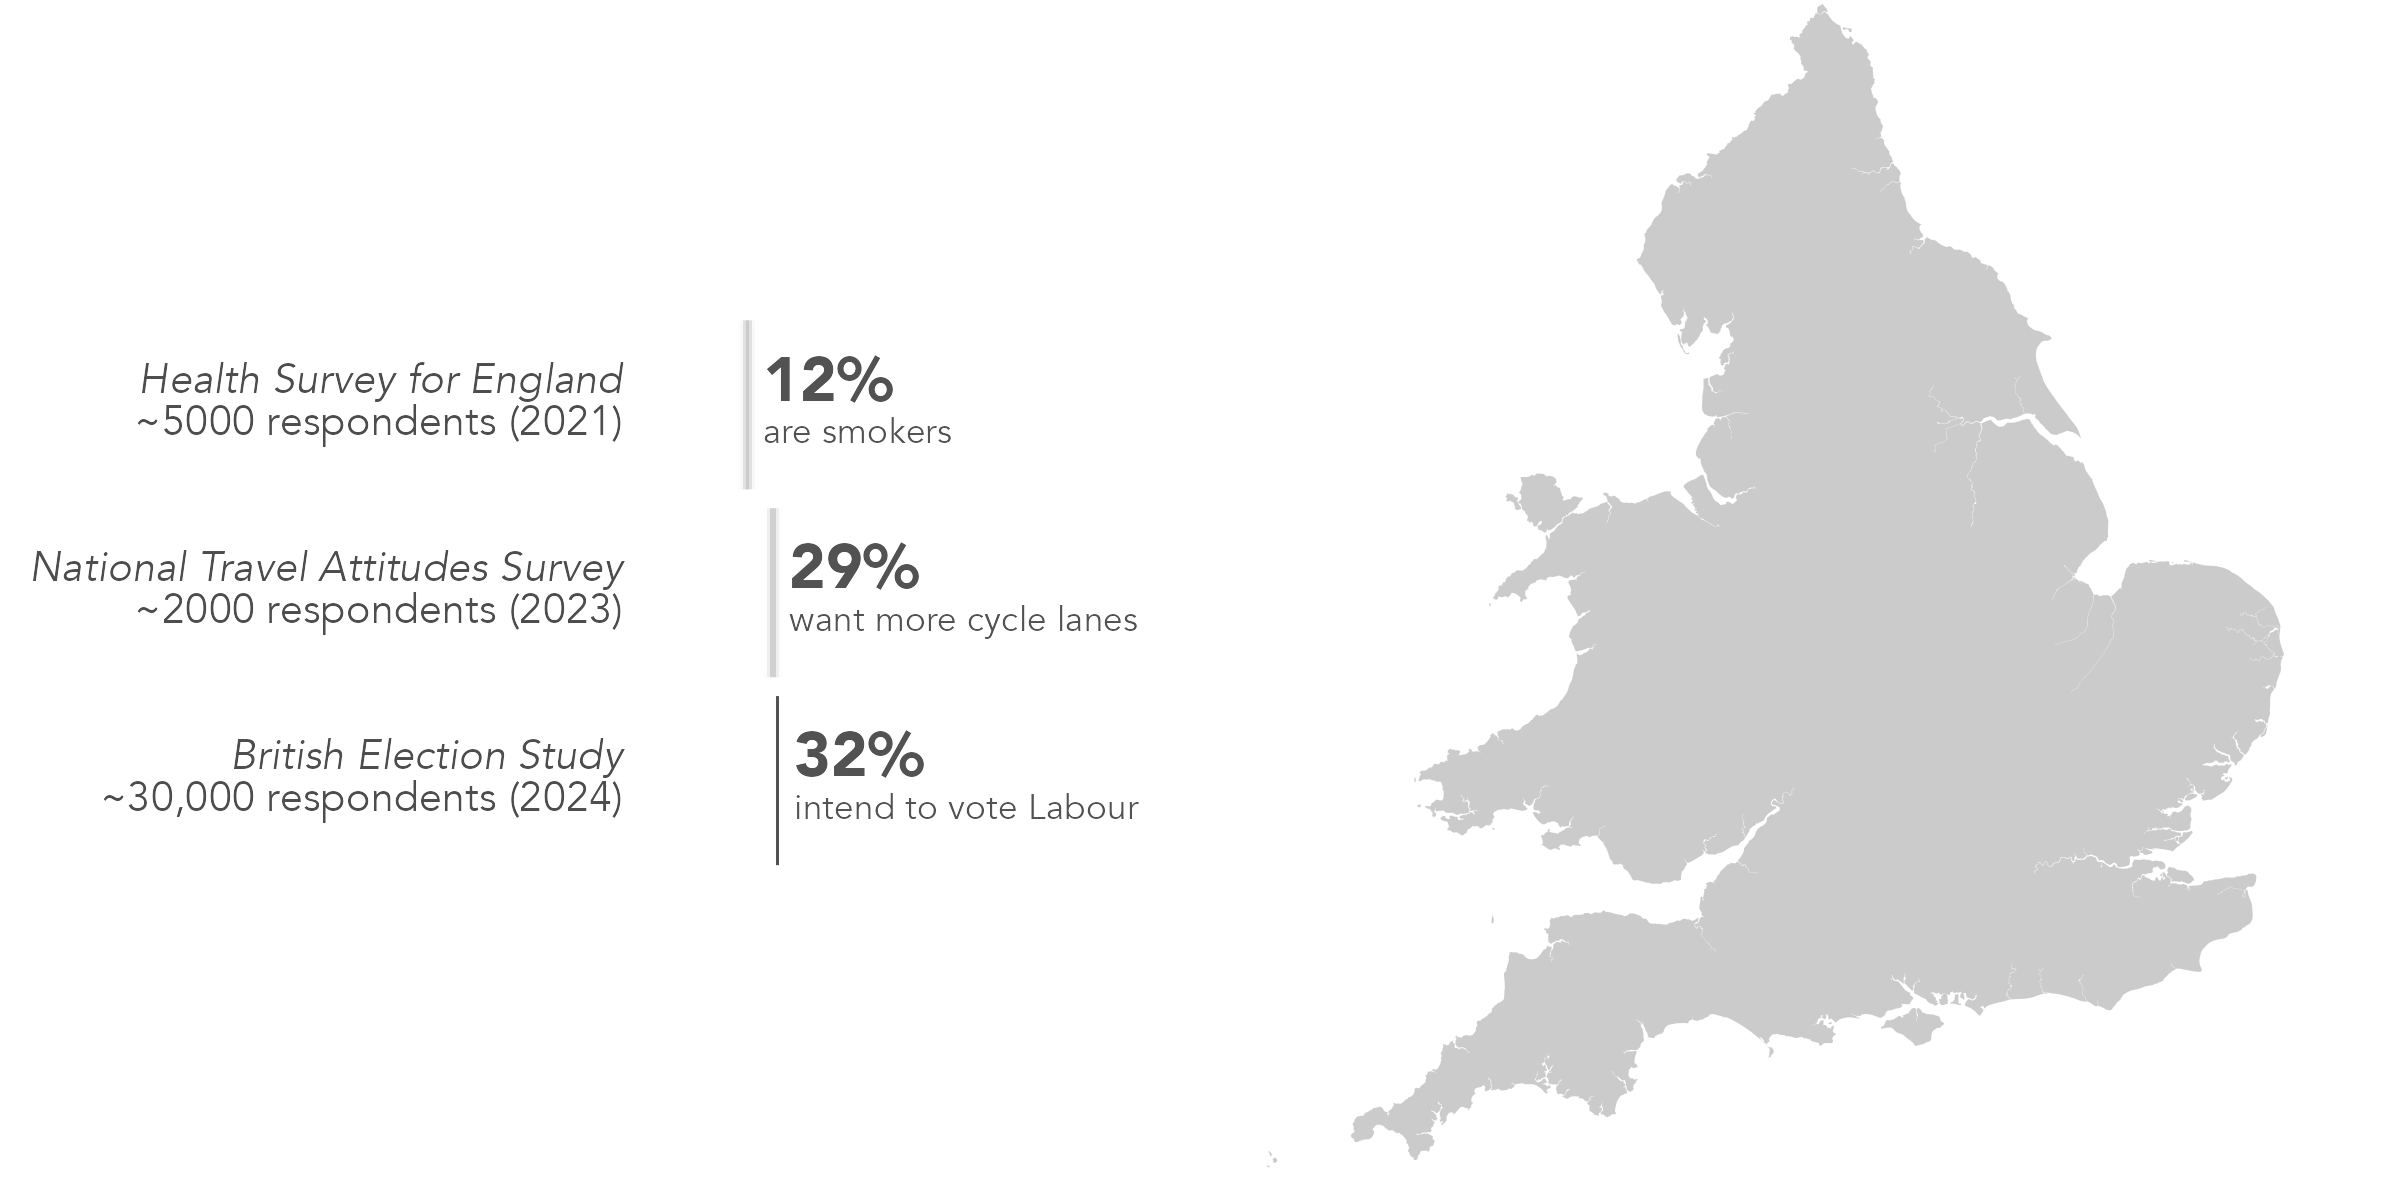 Health Survey for England
~5000 respondents (2021)
12%
are smokers
National Travel Attitudes Survey
~2000 respondents (2023)
29%
want more cycle lanes
British Election Study
~30,000 respondents (2024)
32%
intend to vote Labour